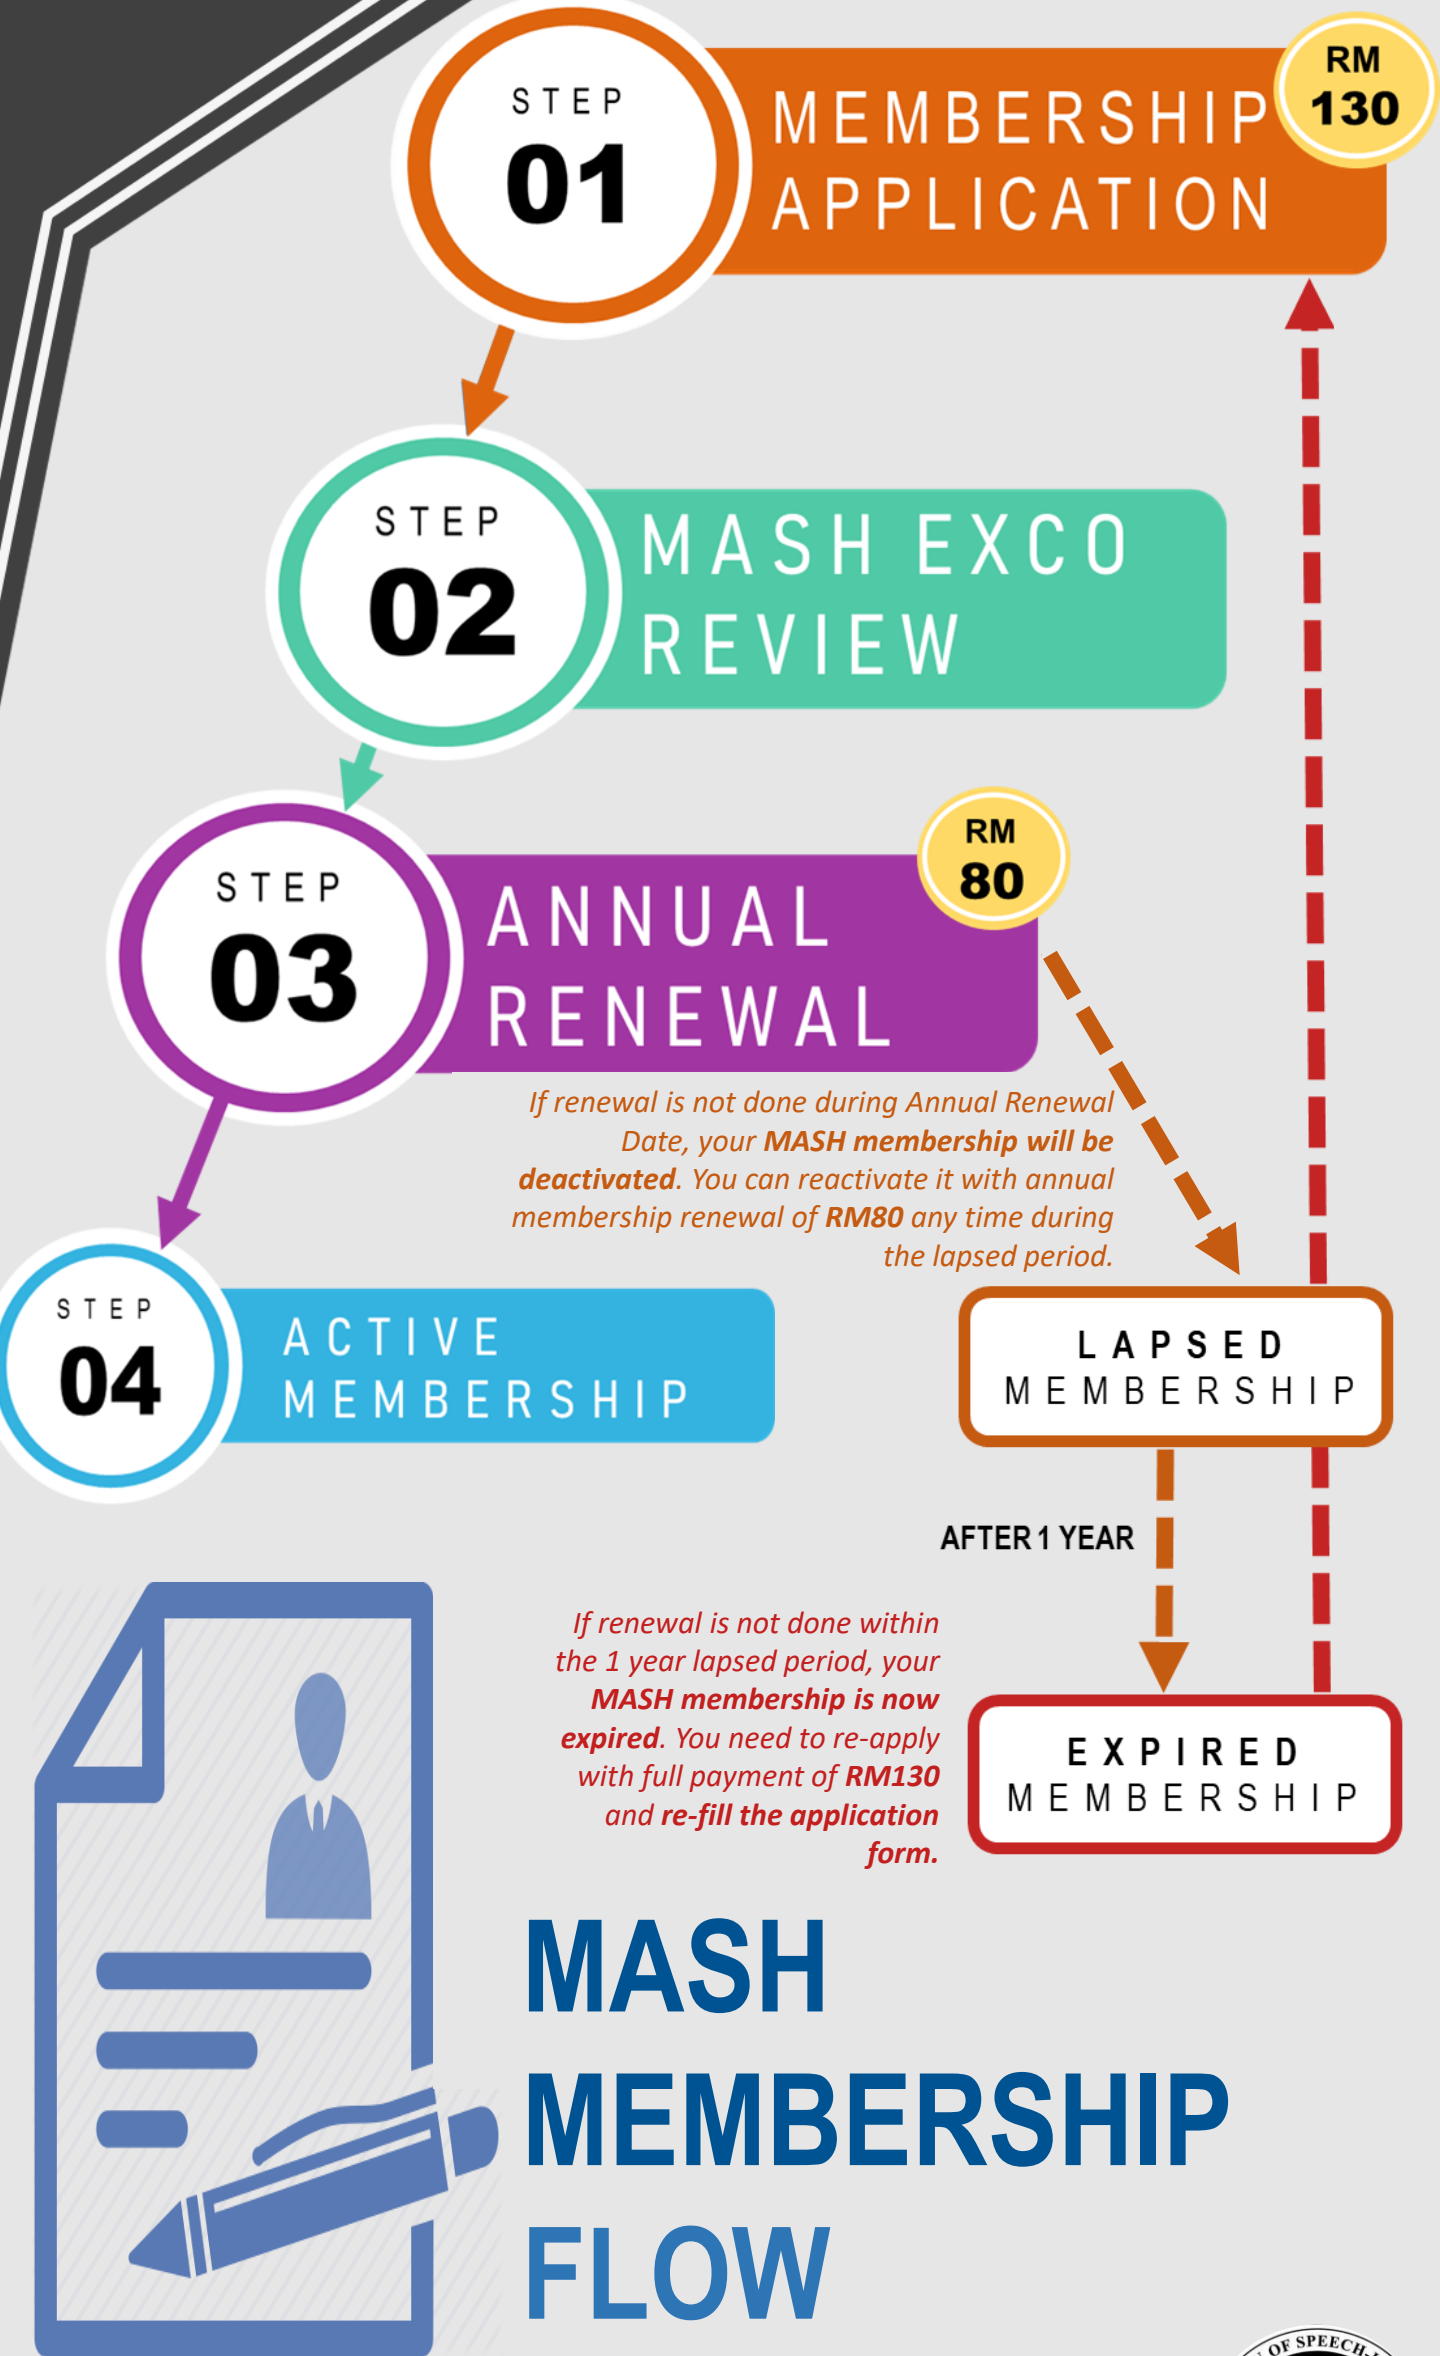 STEP
01
MEMBERSHIP
APPLICATION
RM
130
STEP
02
MASH EXCO
REVIEW
STEP
03
ANNUAL
RENEWAL
RM
80
If renewal is not done during Annual Renewal
Date, your MASH membership will be
deactivated. You can reactivate it with annual
membership renewal of RM80 any time during
the lapsed period.
STEP
04
ACTIVE
MEMBERSHIP
LAPSED
MEMBERSHIP
AFTER 1 YEAR
If renewal is not done within
the 1 year lapsed period, your
MASH membership is now
expired. You need to re-apply
with full payment of RM130
and re-fill the application
form.
EXPIRED
MEMBERSHIP
MASH
MEMBERSHIP
FLOW
OF SPEECH-